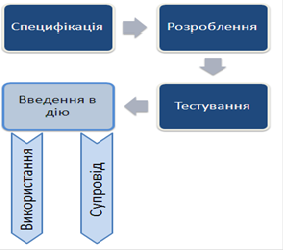 Специфікація
Розроблення
Тестування
Введення в
дію
Використання
Супровід